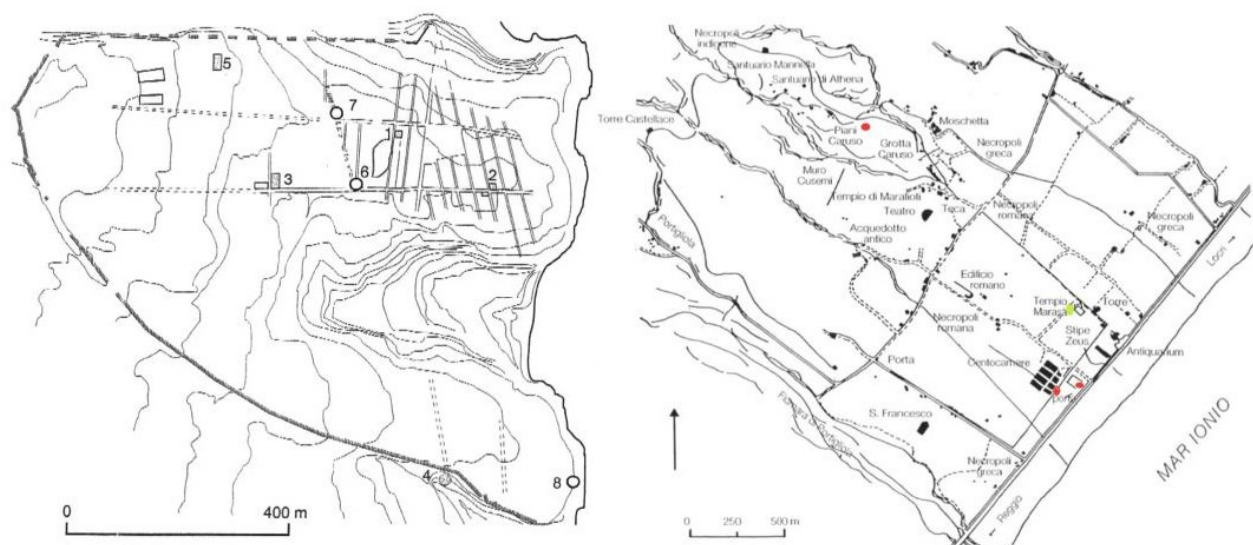 5
7
1
3
6
2
4
8
0
400 m
Necropoli
indigene
Santuario Mannella
Santuario di Athena
Torre Castellace
Moschetta
Piani
Caruso
Grotta
Caruso
Necropoli
greca
Muro
Cusemi
Tempio di Marafioti
Teatro
Teca
Necropoli
romana
Necropoli
greca
Portigliola
Acquedotto
antico
Locri
Edificio
romano
Tempio
Marasà
Torre
Necropoli
romana
Stipe
Zeus
Antiquarium
Porta
Centocamere
S. Francesco
Necropoli
greca
MAR IONIO
Reggio
0
250
500 m